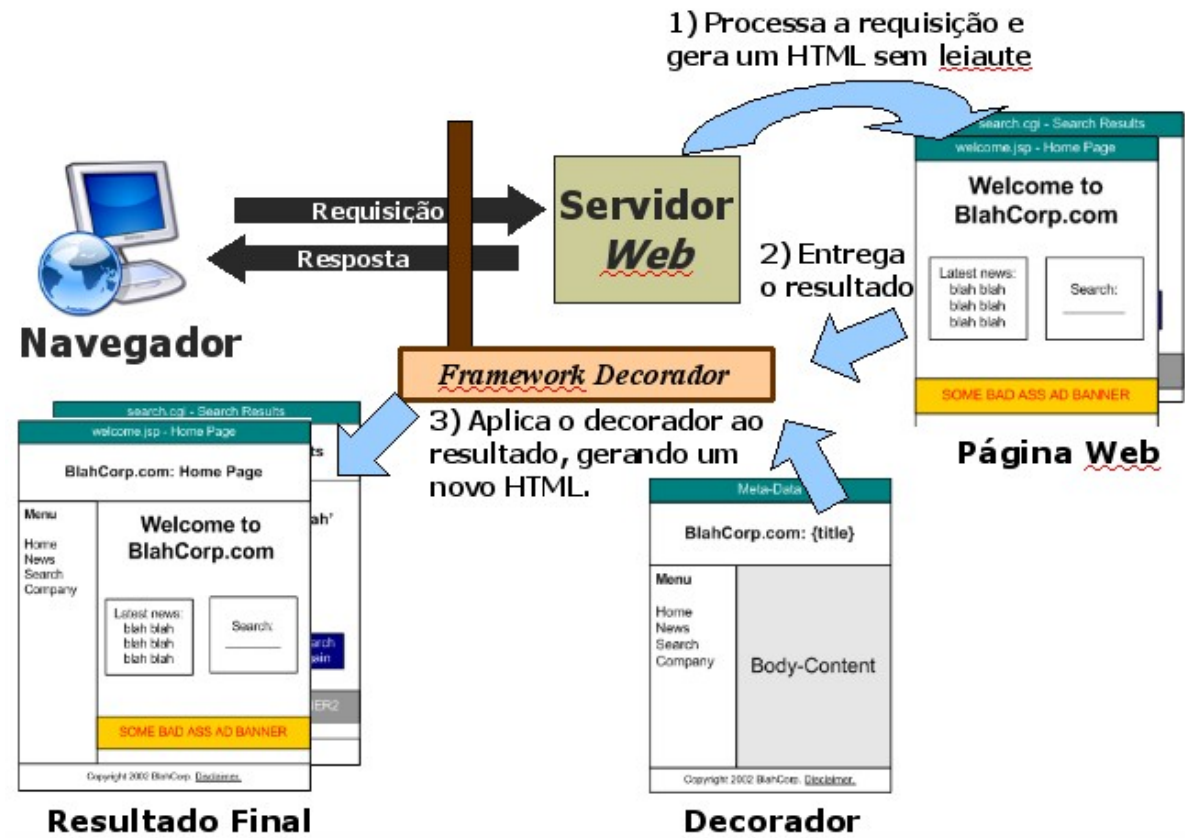 1) Processa a requisição e
gera um HTML sem leiaute
search.cgi - Search Results
welcome.jsp - Home Page
Welcome to
BlahCorp.com
Latest news:
blah blah
blah blah
blah blah
Search:
SOME BAD ASS AD BANNER
Página Web
Requisição
Resposta
Servidor
Web
Navegador
2) Entrega
o resultado
Framework Decorador
3) Aplica o decorador ao
resultado, gerando um
novo HTML.
search.cgi - Search Results
welcome.jsp - Home Page
BlahCorp.com: Home Page
Menu
Home
News
Search
Company
Welcome to
BlahCorp.com
Latest news:
blah blah
blah blah
blah blah
Search:
SOME BAD ASS AD BANNER
Copyright 2002 BlahCorp. Disclaimer.
Resultado Final
Meta-Data
BlahCorp.com: {title}
Menu
Home
News
Search
Company
Body-Content
Copyright 2002 BlahCorp. Disclaimer.
Decorador